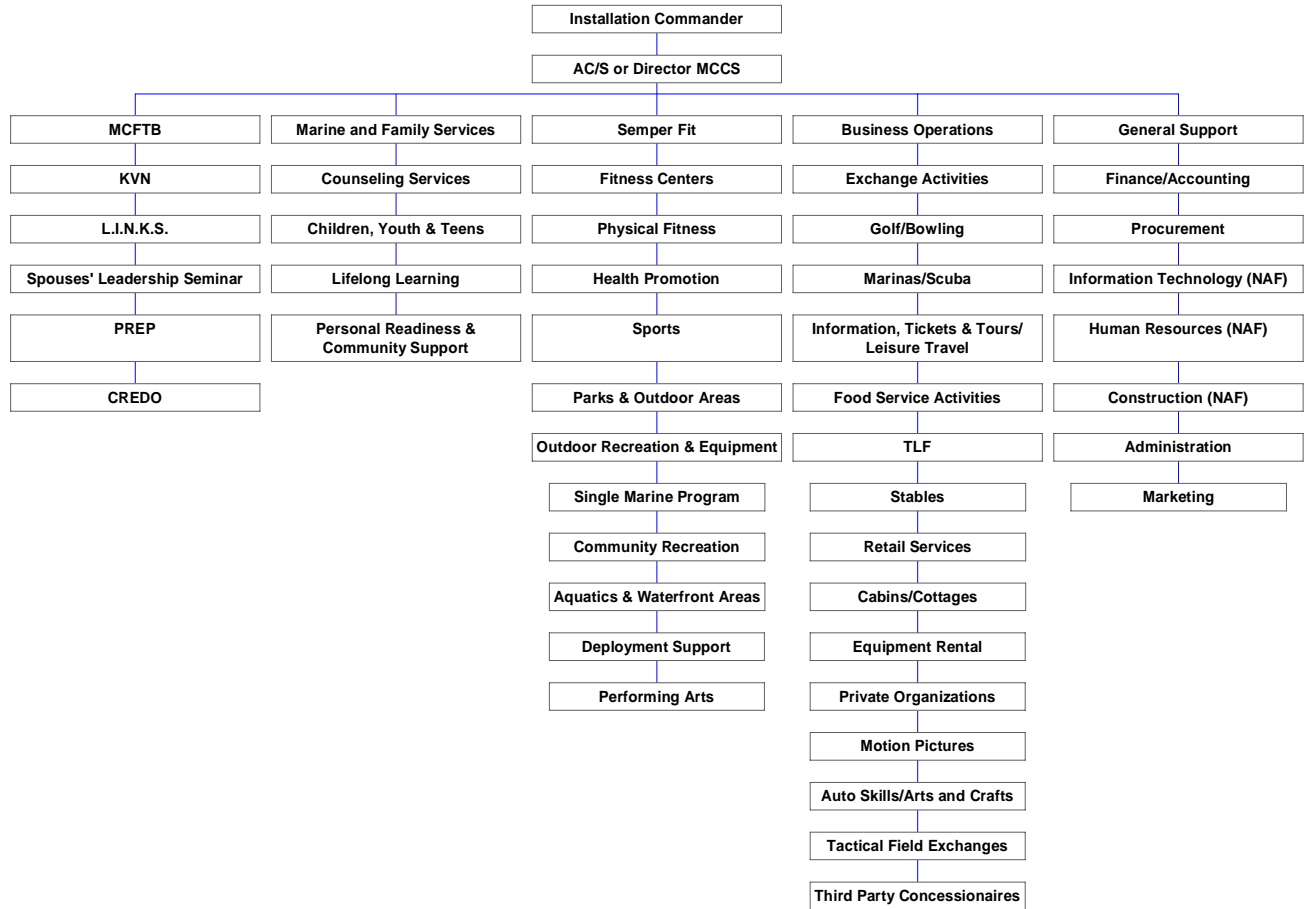 Installation Commander
AC/S or Director MCCS
MCFTB
KVN
L.I.N.K.S.
Spouses' Leadership Seminar
PREP
CREDO
Marine and Family Services
Counseling Services
Children, Youth & Teens
Lifelong Learning
Personal Readiness &
Community Support
Semper Fit
Fitness Centers
Physical Fitness
Health Promotion
Sports
Parks & Outdoor Areas
Outdoor Recreation & Equipment
Single Marine Program
Community Recreation
Aquatics & Waterfront Areas
Deployment Support
Performing Arts
Business Operations
Exchange Activities
Golf/Bowling
Marinas/Scuba
Information, Tickets & Tours/
Leisure Travel
Food Service Activities
TLF
Stables
Retail Services
Cabins/Cottages
Equipment Rental
Private Organizations
Motion Pictures
Auto Skills/Arts and Crafts
Tactical Field Exchanges
Third Party Concessionaires
General Support
Finance/Accounting
Procurement
Information Technology (NAF)
Human Resources (NAF)
Construction (NAF)
Administration
Marketing